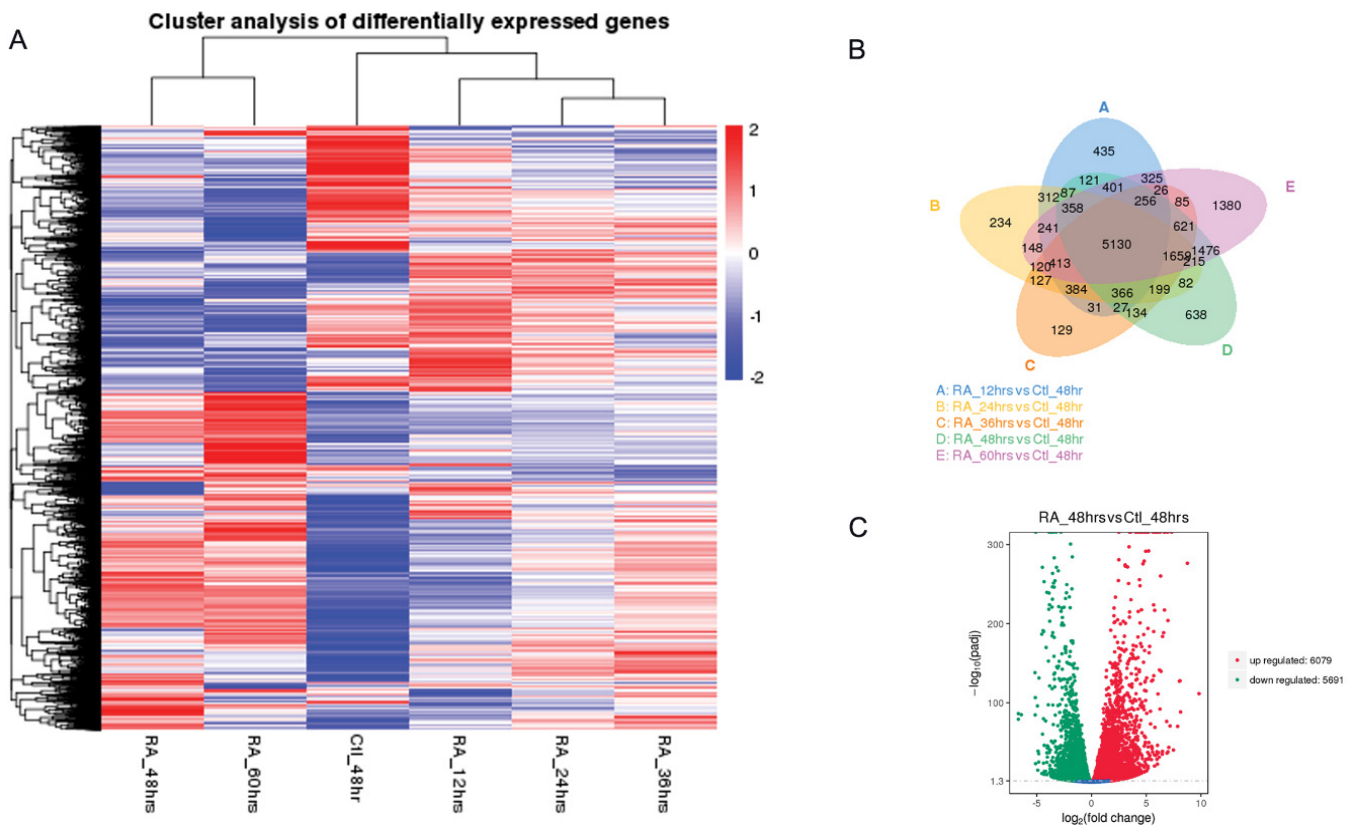 A
Cluster analysis of differentially expressed genes
2
1
0
-1
-2
RA_48hrs
RA_60hrs
Ctl_48hr
RA_12hrs
RA_24hrs
RA_36hrs
B
A
B
E
C
D
435
121
401
325
26
85
1380
312
87
358
256
234
241
621
148
5130
1476
1659
215
120
413
127
82
384
366
199
31
27
134
129
638
A: RA_12hrs vs Ctl_48hr
B: RA_24hrs vs Ctl_48hr
C: RA_36hrs vs Ctl_48hr
D: RA_48hrs vs Ctl_48hr
E: RA_60hrs vs Ctl_48hr
C
RA_48hrsvsCtl_48hrs
300
200
100
1.3
-log10(padj)
-5
0
5
10
log2(fold change)
up regulated: 6079
down regulated: 5691